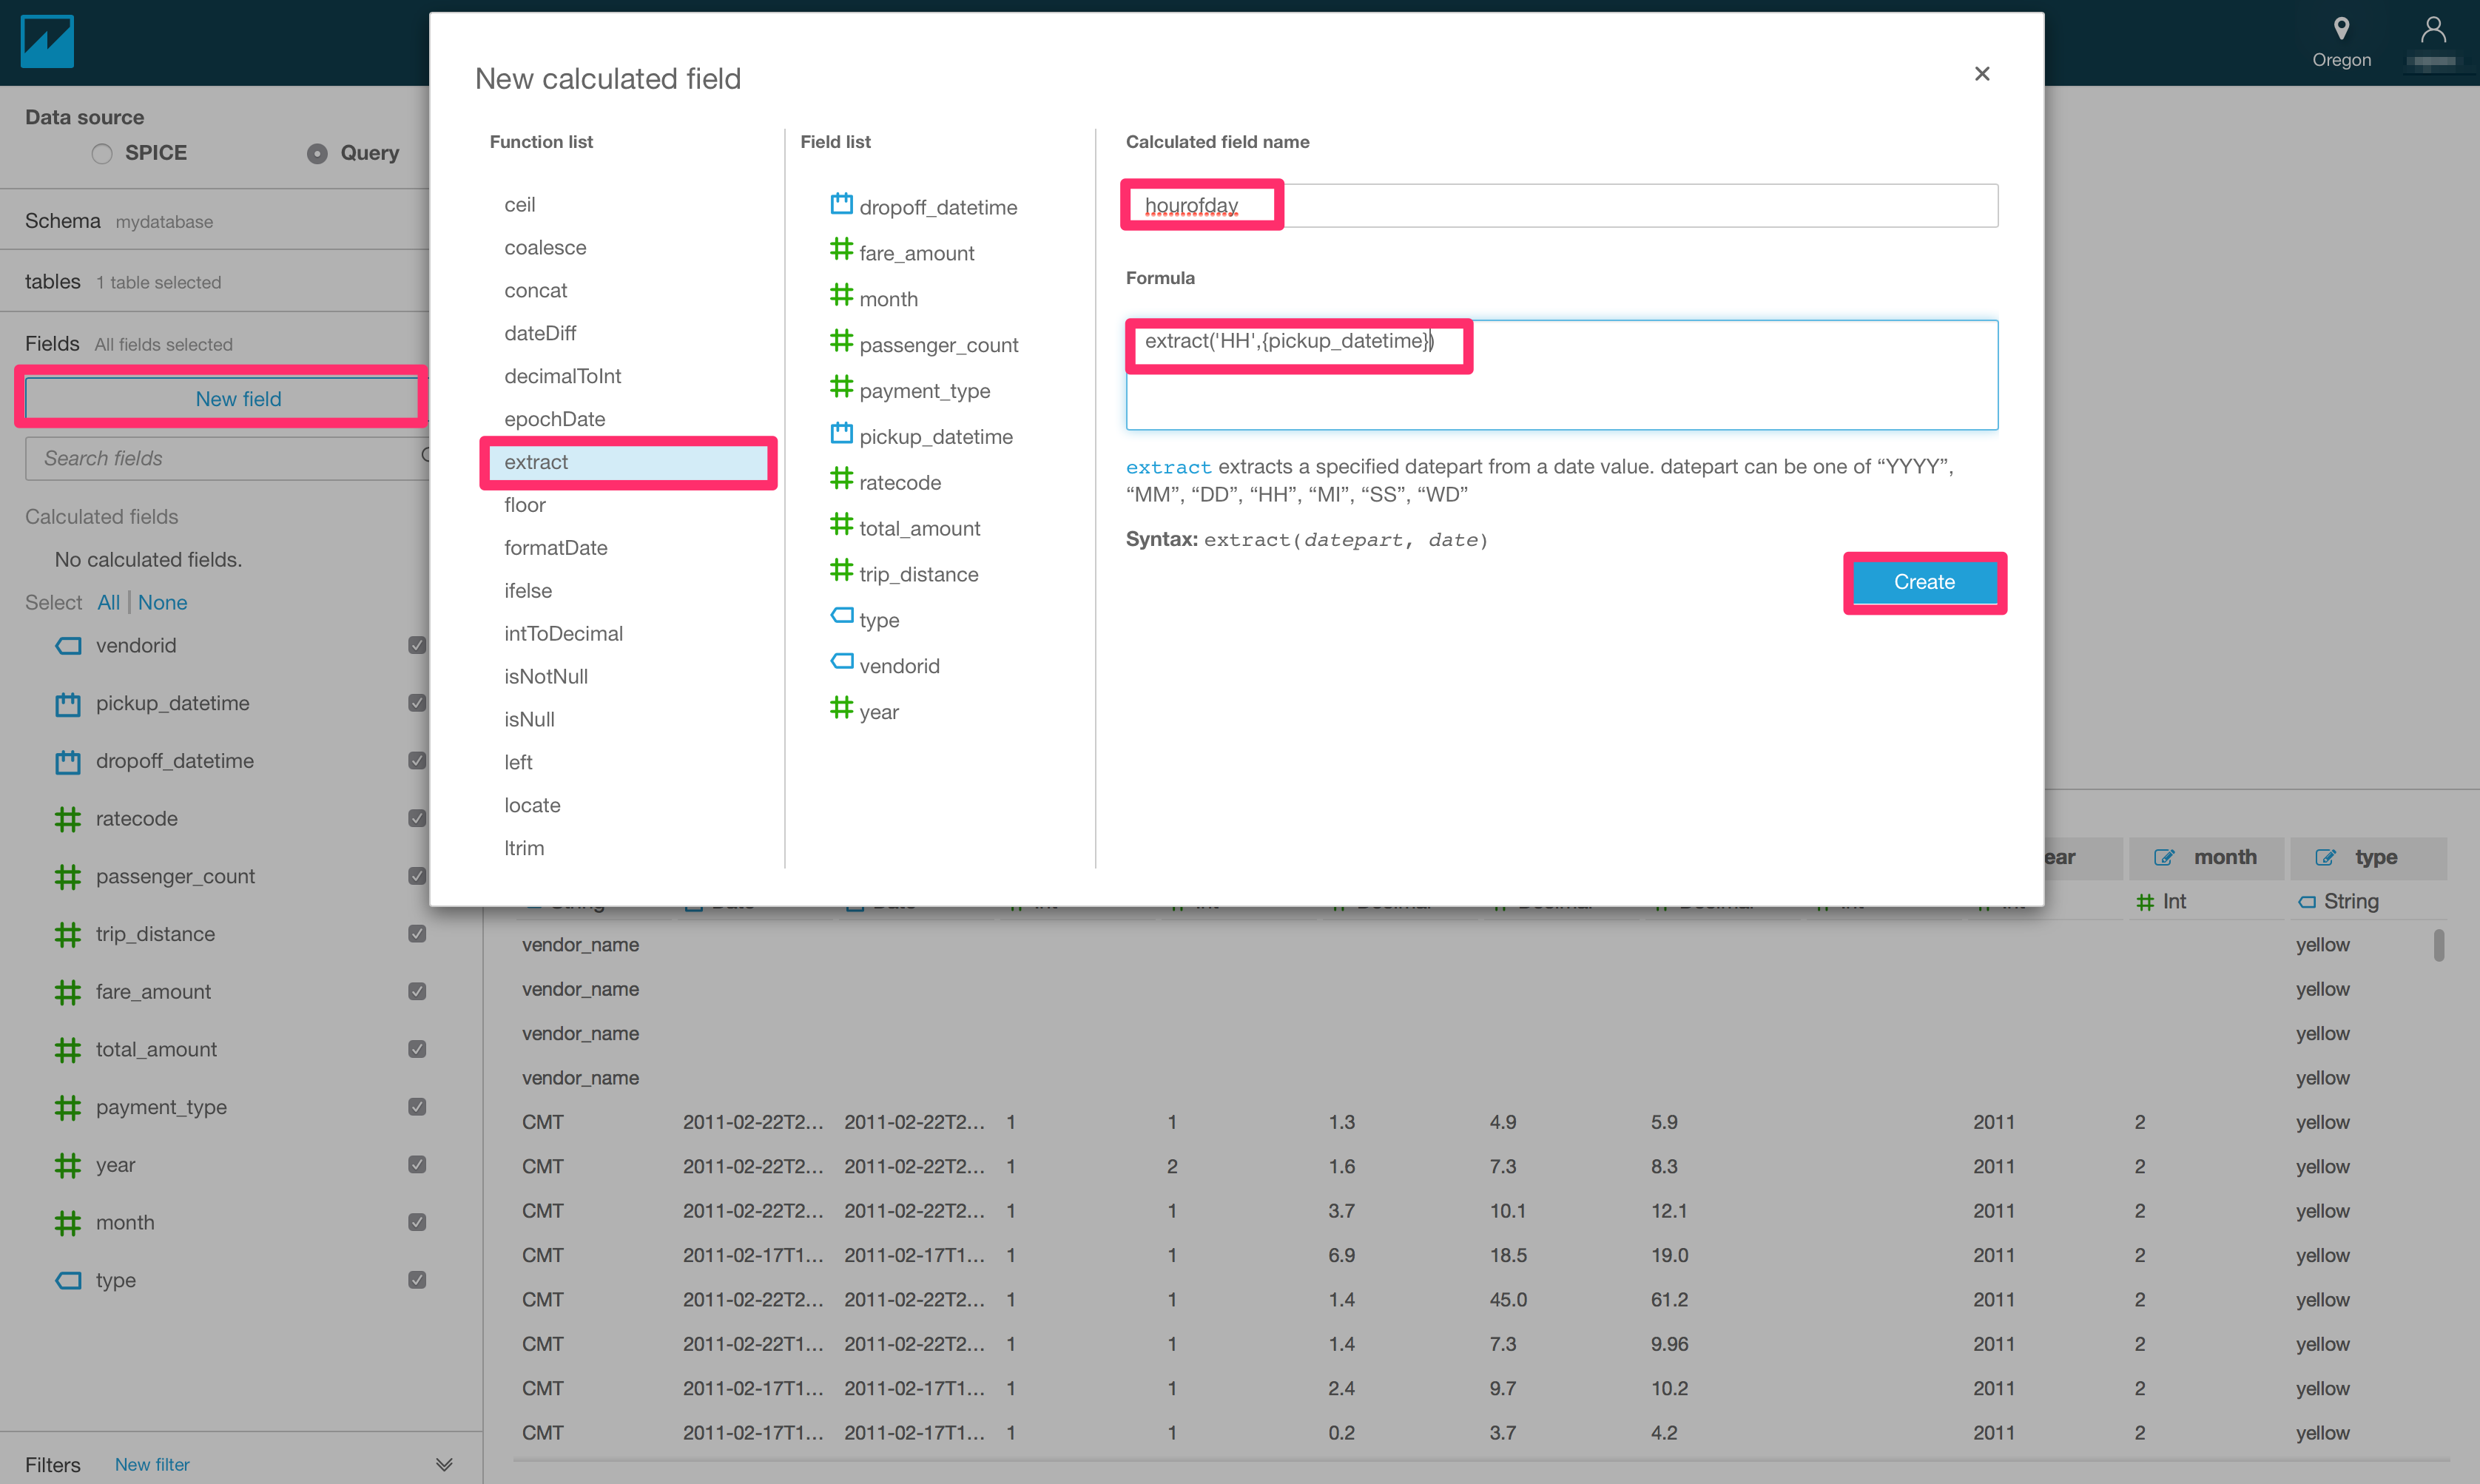 Oregon
New calculated field
Data source
SPICE
Query
Schema mydatabase
tables 1 table selected
Fields All fields selected
New field
Search fields
Calculated fields
No calculated fields.
Select All | None
vendorid
pickup_datetime
dropoff_datetime
ratecode
passenger_count
trip_distance
fare_amount
total_amount
payment_type
year
month
type
Filters New filter
Function list
ceil
coalesce
concat
dateDiff
decimalToInt
epochDate
extract
floor
formatDate
ifelse
intToDecimal
isNotNull
isNull
left
locate
ltrim
Field list
dropoff_datetime
fare_amount
month
passenger_count
payment_type
pickup_datetime
ratecode
total_amount
trip_distance
type
vendorid
year
Calculated field name
hourofday
Formula
extract('HH',{pickup_datetime})
extract extracts a specified datepart from a date value. datepart can be one of “YYYY”,
“MM”, “DD”, “HH”, “MI”, “SS”, “WD”
Syntax: extract(datepart, date)
Create
ear month type
Int String
vendor_name yellow
vendor_name yellow
vendor_name yellow
vendor_name yellow
CMT 2011-02-22T2... 2011-02-22T2... 1 1 1.3 4.9 5.9 2011 2 yellow
CMT 2011-02-22T2... 2011-02-22T2... 1 2 1.6 7.3 8.3 2011 2 yellow
CMT 2011-02-22T2... 2011-02-22T2... 1 1 3.7 10.1 12.1 2011 2 yellow
CMT 2011-02-17T1... 2011-02-17T1... 1 1 6.9 18.5 19.0 2011 2 yellow
CMT 2011-02-22T2... 2011-02-22T2... 1 1 1.4 45.0 61.2 2011 2 yellow
CMT 2011-02-22T1... 2011-02-22T1... 1 1 1.4 7.3 9.96 2011 2 yellow
CMT 2011-02-17T1... 2011-02-17T1... 1 1 2.4 9.7 10.2 2011 2 yellow
CMT 2011-02-17T1... 2011-02-17T1... 1 1 0.2 3.7 4.2 2011 2 yellow